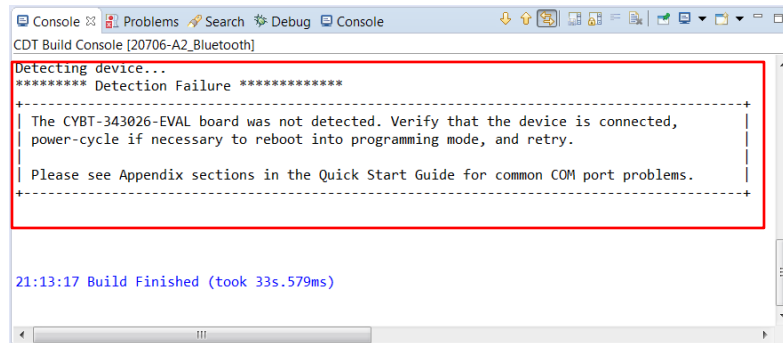 Console Problems Search Debug Console
CDT Build Console [20706-A2_Bluetooth]
Detecting device...
********* Detection Failure *************
+------------------------------------------------------------------------------+
| The CYBT-343026-EVAL board was not detected. Verify that the device is connected, |
| power-cycle if necessary to reboot into programming mode, and retry. |
| |
| Please see Appendix sections in the Quick Start Guide for common COM port problems. |
+------------------------------------------------------------------------------+
21:13:17 Build Finished (took 33s.579ms)